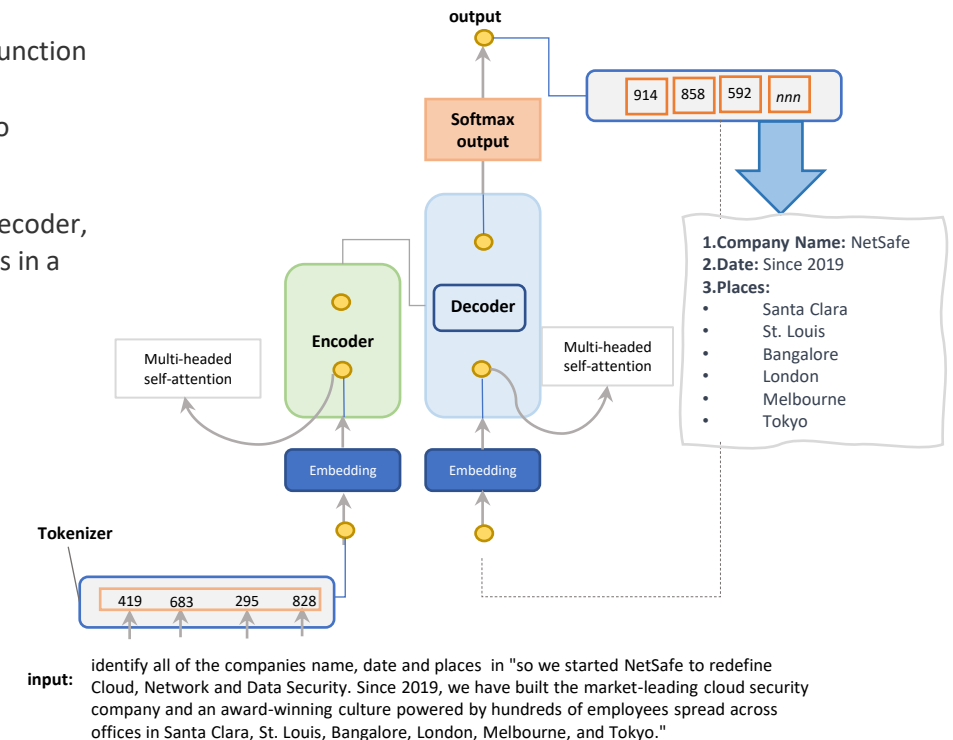 output
unction
o
ecoder,
s in a
914 858 592 nnn
Softmax
output
1.Company Name: NetSafe
2.Date: Since 2019
3.Places:
• Santa Clara
• St. Louis
• Bangalore
• London
• Melbourne
• Tokyo
Decoder
Encoder
Multi-headed
self-attention
Multi-headed
self-attention
Embedding
Embedding
Tokenizer
419 683 295 828
input:
identify all of the companies name, date and places in "so we started NetSafe to redefine
Cloud, Network and Data Security. Since 2019, we have built the market-leading cloud security
company and an award-winning culture powered by hundreds of employees spread across
offices in Santa Clara, St. Louis, Bangalore, London, Melbourne, and Tokyo."